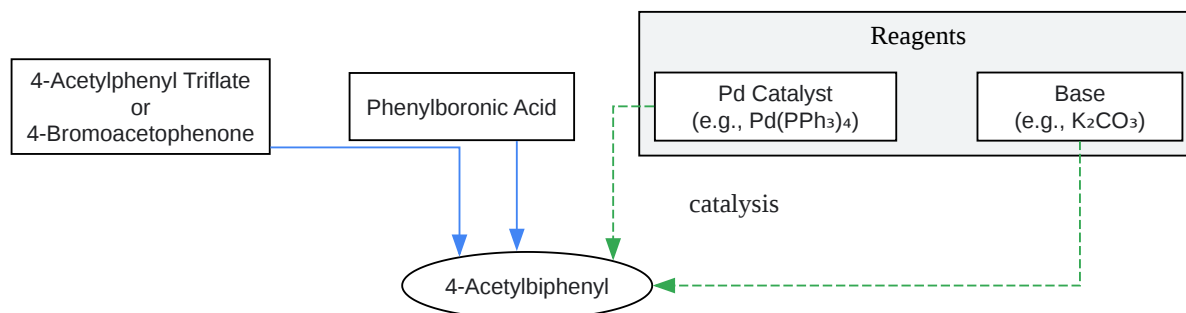 4-Acetylphenyl Triflate
or
4-Bromoacetophenone
Phenylboronic Acid
Reagents
Pd Catalyst
(e.g., Pd(PPh₃)₄)
Base
(e.g., K₂CO₃)
catalysis
4-Acetylbiphenyl